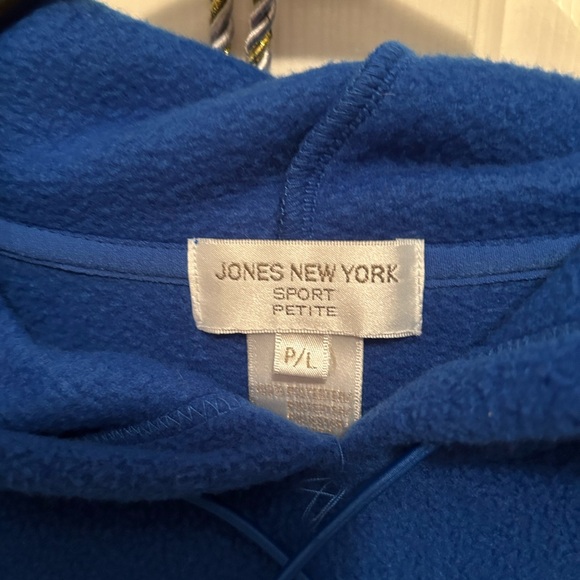 JONES NEW YORK
SPORT
PETITE
P/L